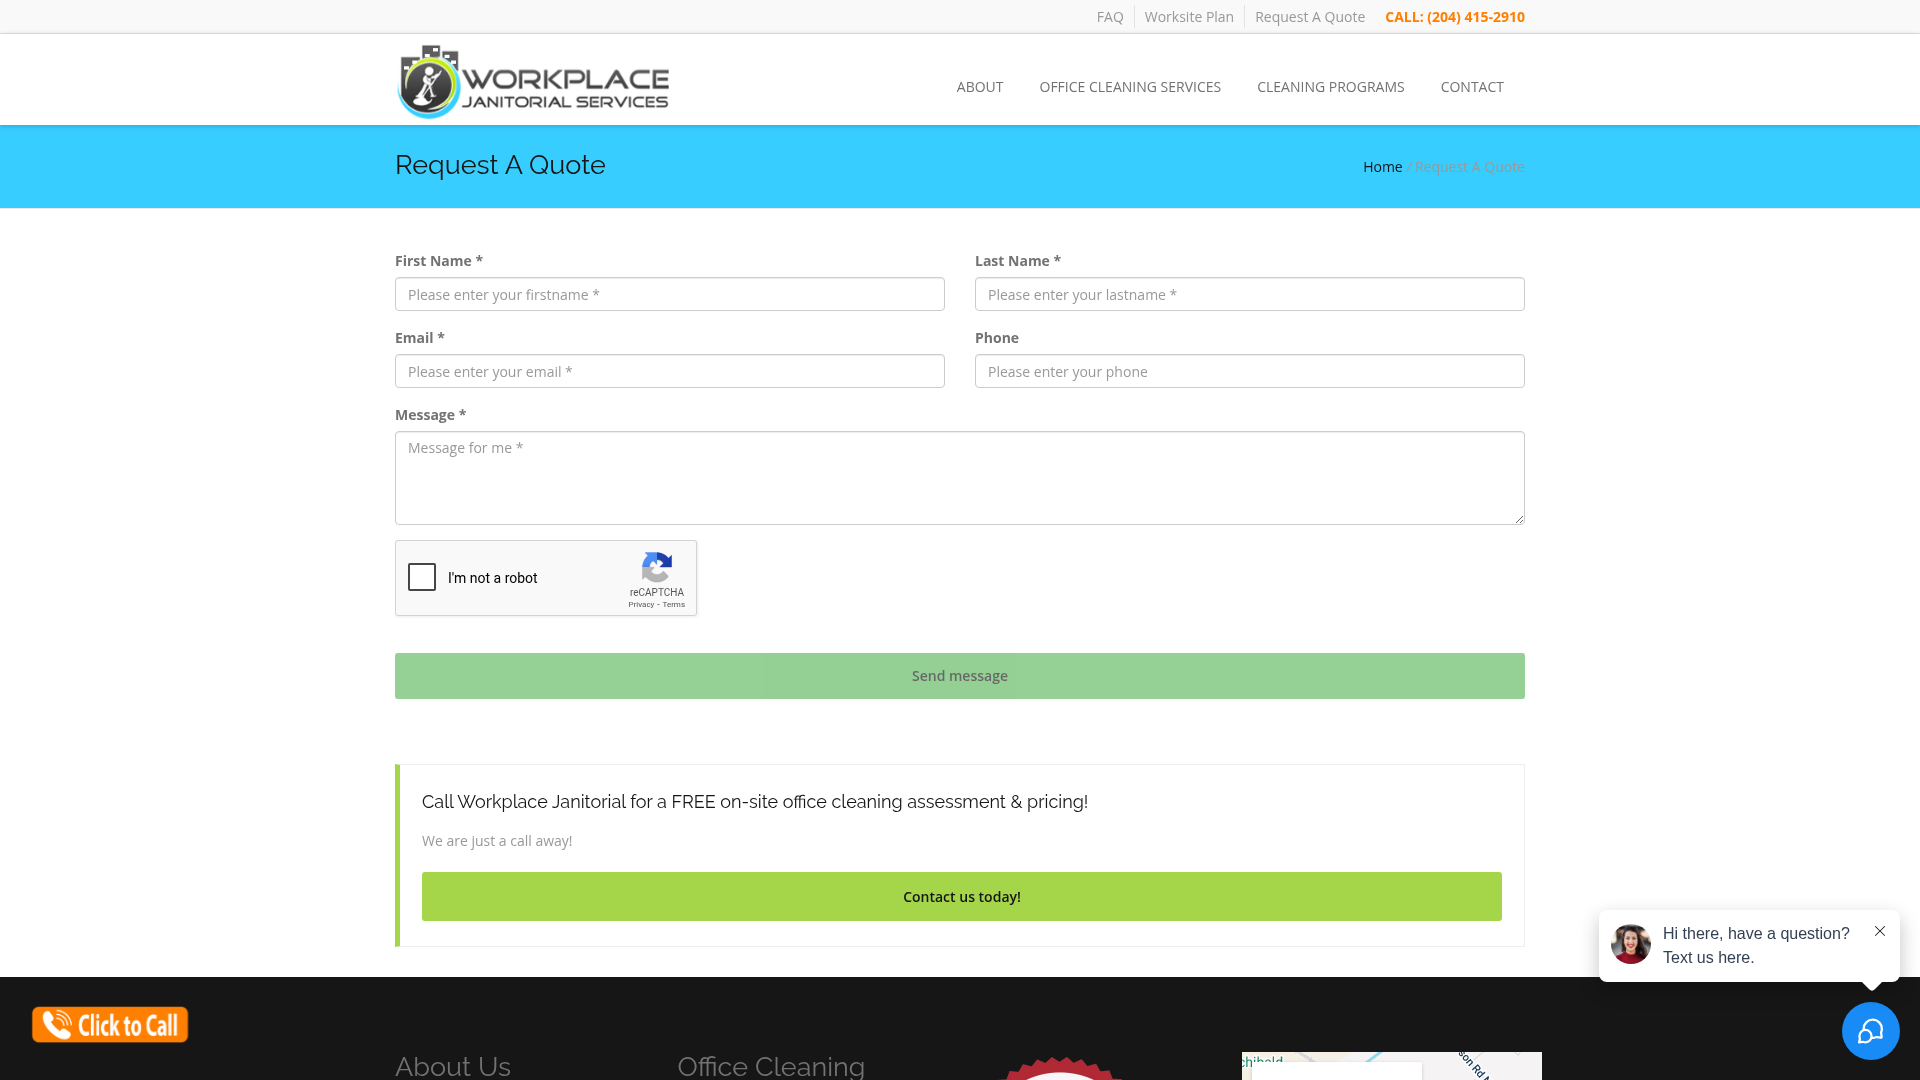 FAQ
Worksite Plan
Request A Quote
CALL: (204) 415-2910
WORKPLACE
JANITORIAL SERVICES
ABOUT
OFFICE CLEANING SERVICES
CLEANING PROGRAMS
CONTACT
Request A Quote
Home / Request A Quote
First Name *
Last Name *
Please enter your firstname *
Please enter your lastname *
Email *
Phone
Please enter your email *
Please enter your phone
Message *
Message for me *
I'm not a robot
reCAPTCHA
Privacy - Terms
Send message
Call Workplace Janitorial for a FREE on-site office cleaning assessment & pricing!
We are just a call away!
Contact us today!
Hi there, have a question?
Text us here.
Click to Call
About Us
Office Cleaning